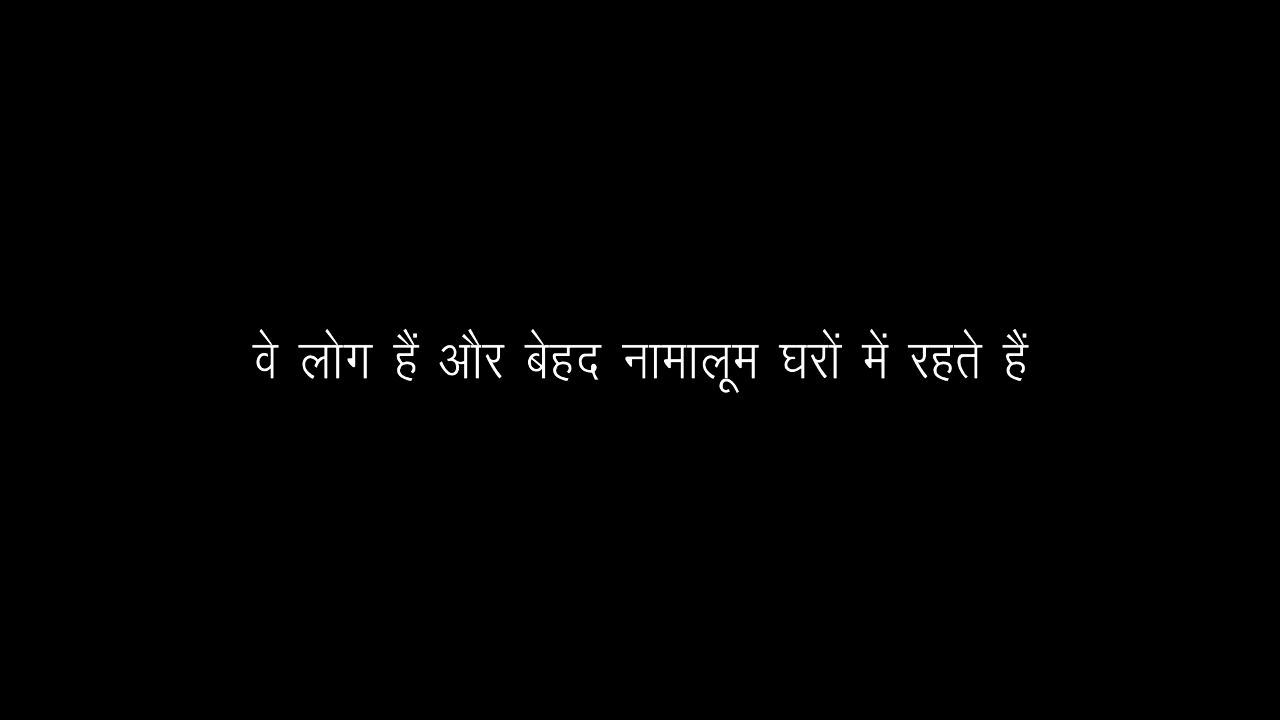 वे लोग हैं और बेहद नामालूम घरों में रहते हैं